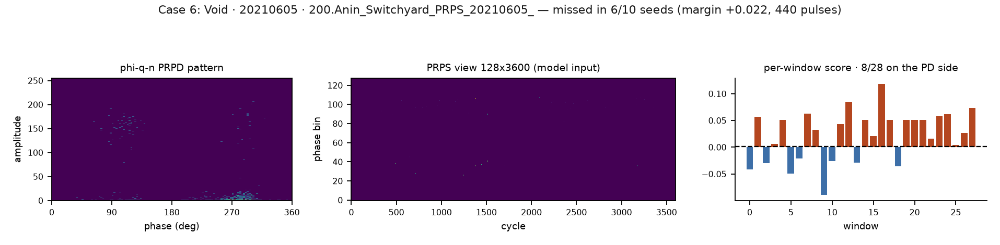 Case 6: Void · 20210605 · 200.Anin_Switchyard_PRPS_20210605_ — missed in 6/10 seeds (margin +0.022, 440 pulses)
phi-q-n PRPD pattern
250
200
150
100
50
0
amplitude
0 90 180 270 360
phase (deg)
PRPS view 128x3600 (model input)
120
100
80
60
40
20
0
phase bin
0 500 1000 1500 2000 2500 3000 3500
cycle
per-window score · 8/28 on the PD side
0.10
0.05
0.00
−0.05
0 5 10 15 20 25
window